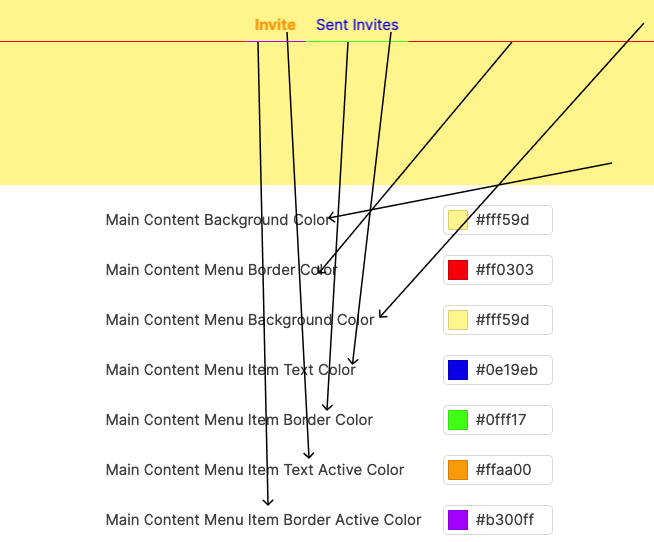 Invite Sent Invites
Main Content Background Color #fff59d
Main Content Menu Border Color #ff0303
Main Content Menu Background Color #fff59d
Main Content Menu Item Text Color #0e19eb
Main Content Menu Item Border Color #0fff17
Main Content Menu Item Text Active Color #ffaa00
Main Content Menu Item Border Active Color #b300ff